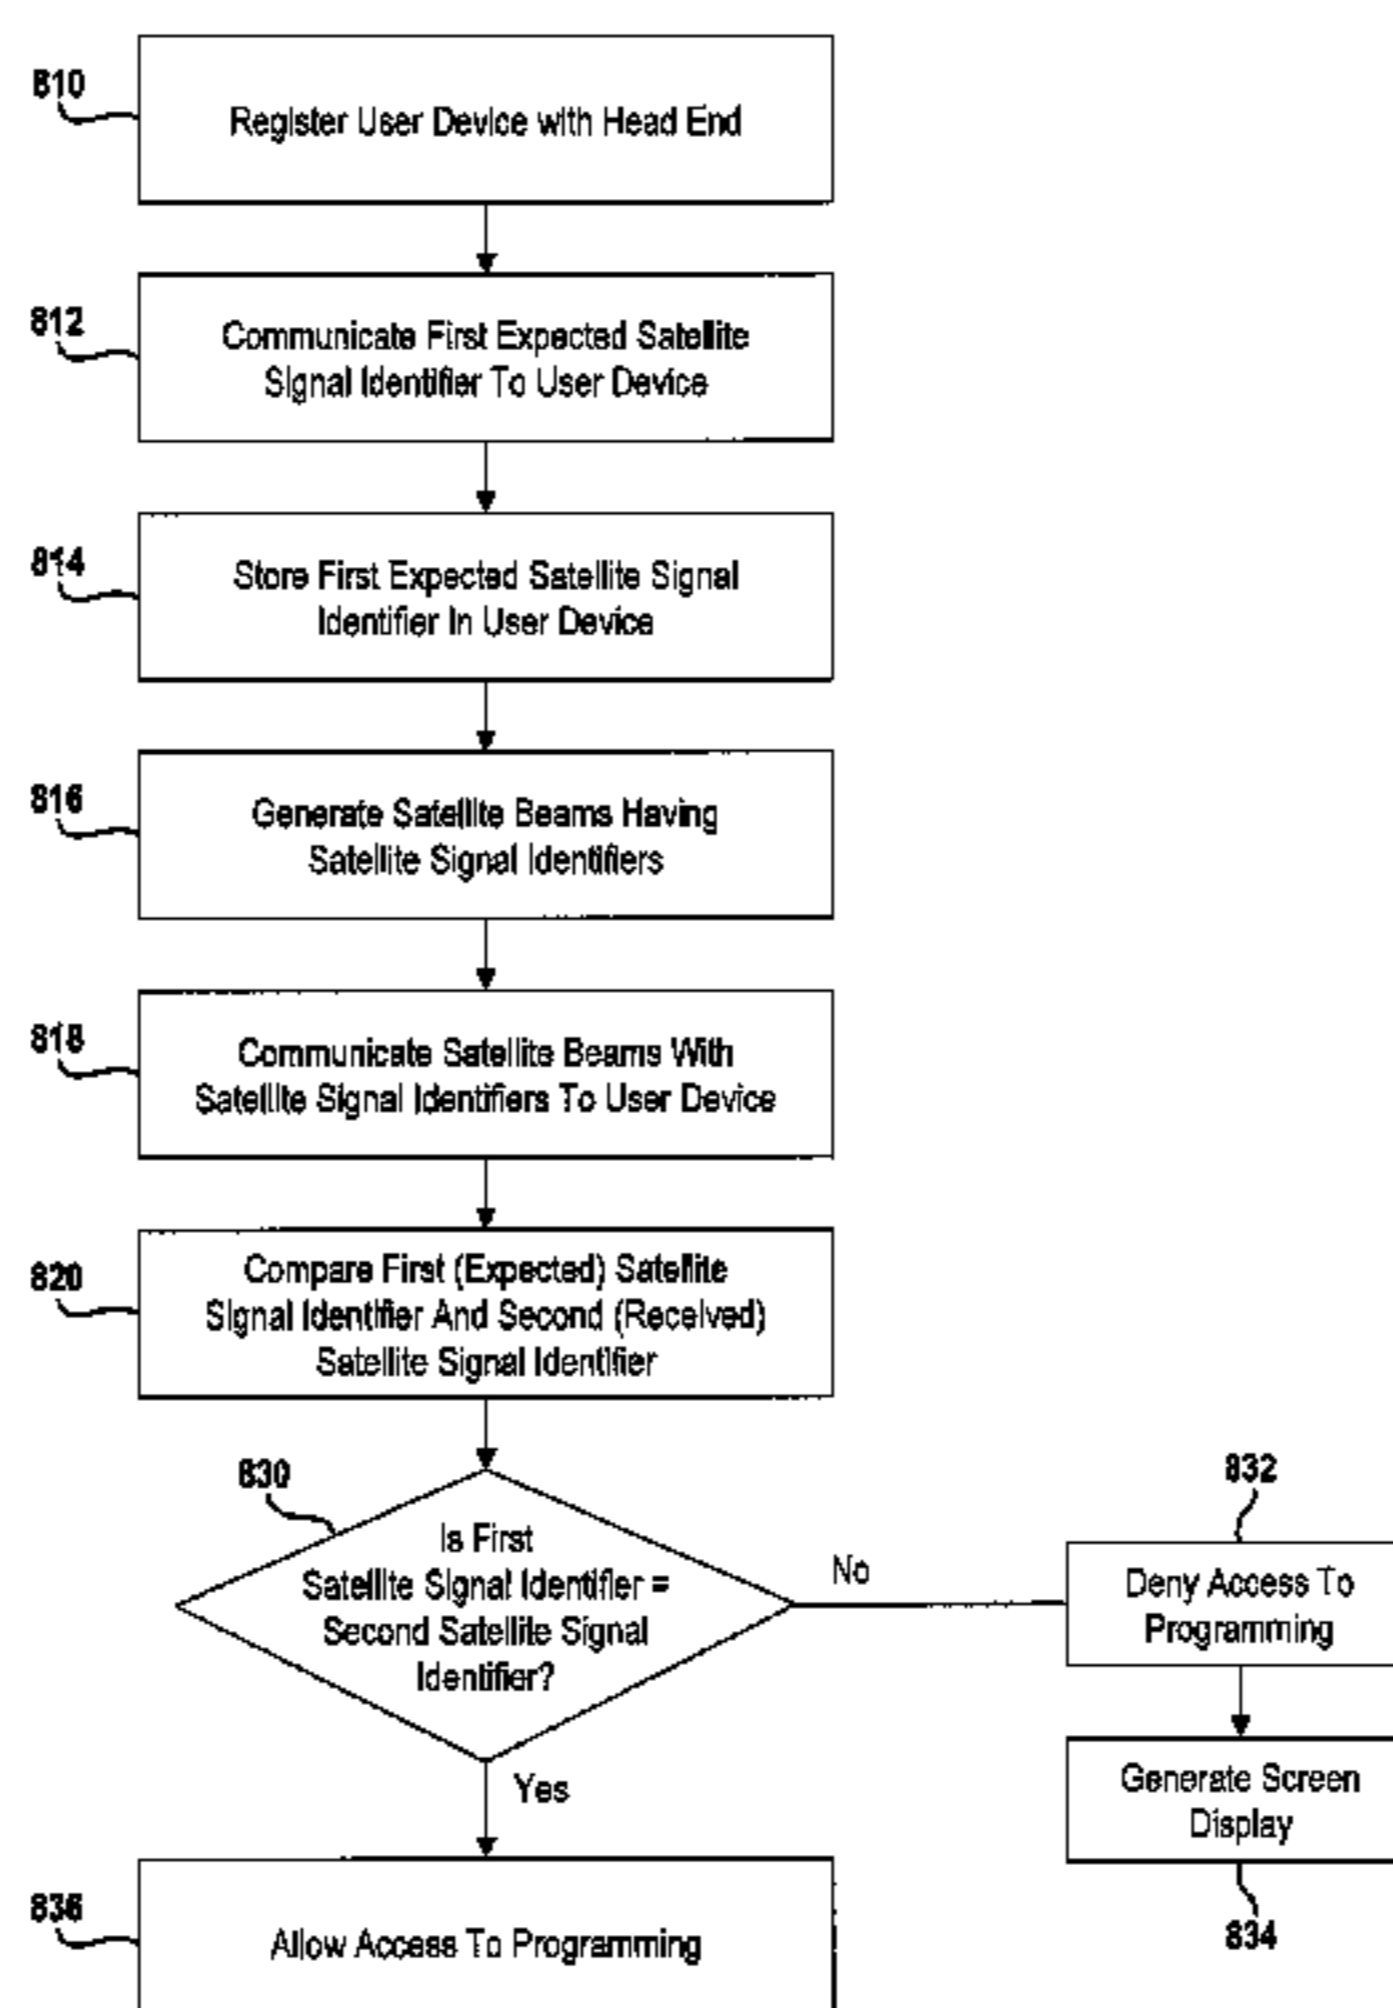 810
Register User Device with Head End
812
Communicate First Expected Satellite
Signal Identifier To User Device
814
Store First Expected Satellite Signal
Identifier In User Device
816
Generate Satellite Beams Having
Satellite Signal Identifiers
818
Communicate Satellite Beams With
Satellite Signal Identifiers To User Device
820
Compare First (Expected) Satellite
Signal Identifier And Second (Received)
Satellite Signal Identifier
830
Is First
Satellite Signal Identifier =
Second Satellite Signal
Identifier?
No
832
Deny Access To
Programming
Generate Screen
Display
834
Yes
836
Allow Access To Programming